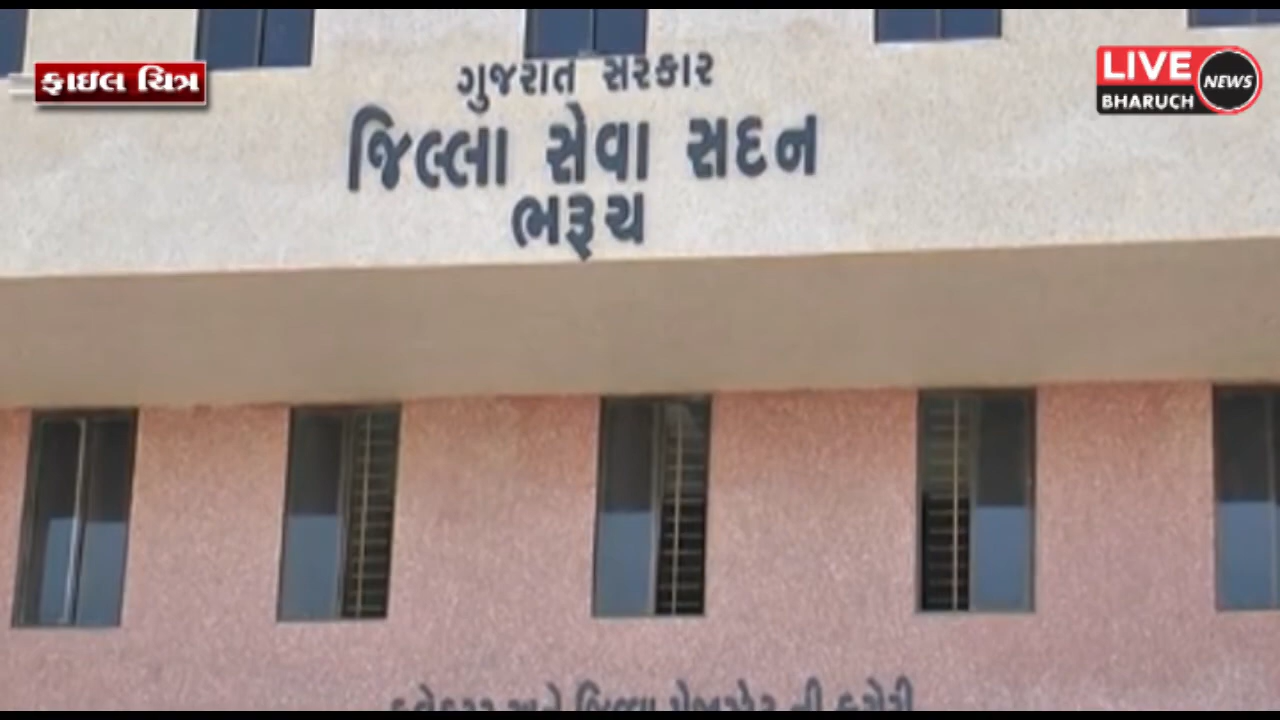 ફાઇલ ચિત્ર
LIVE
BHARUCH
NEWS
ગુજરાત સરકાર
જિલ્લા સેવા સદન
ભરૂચ